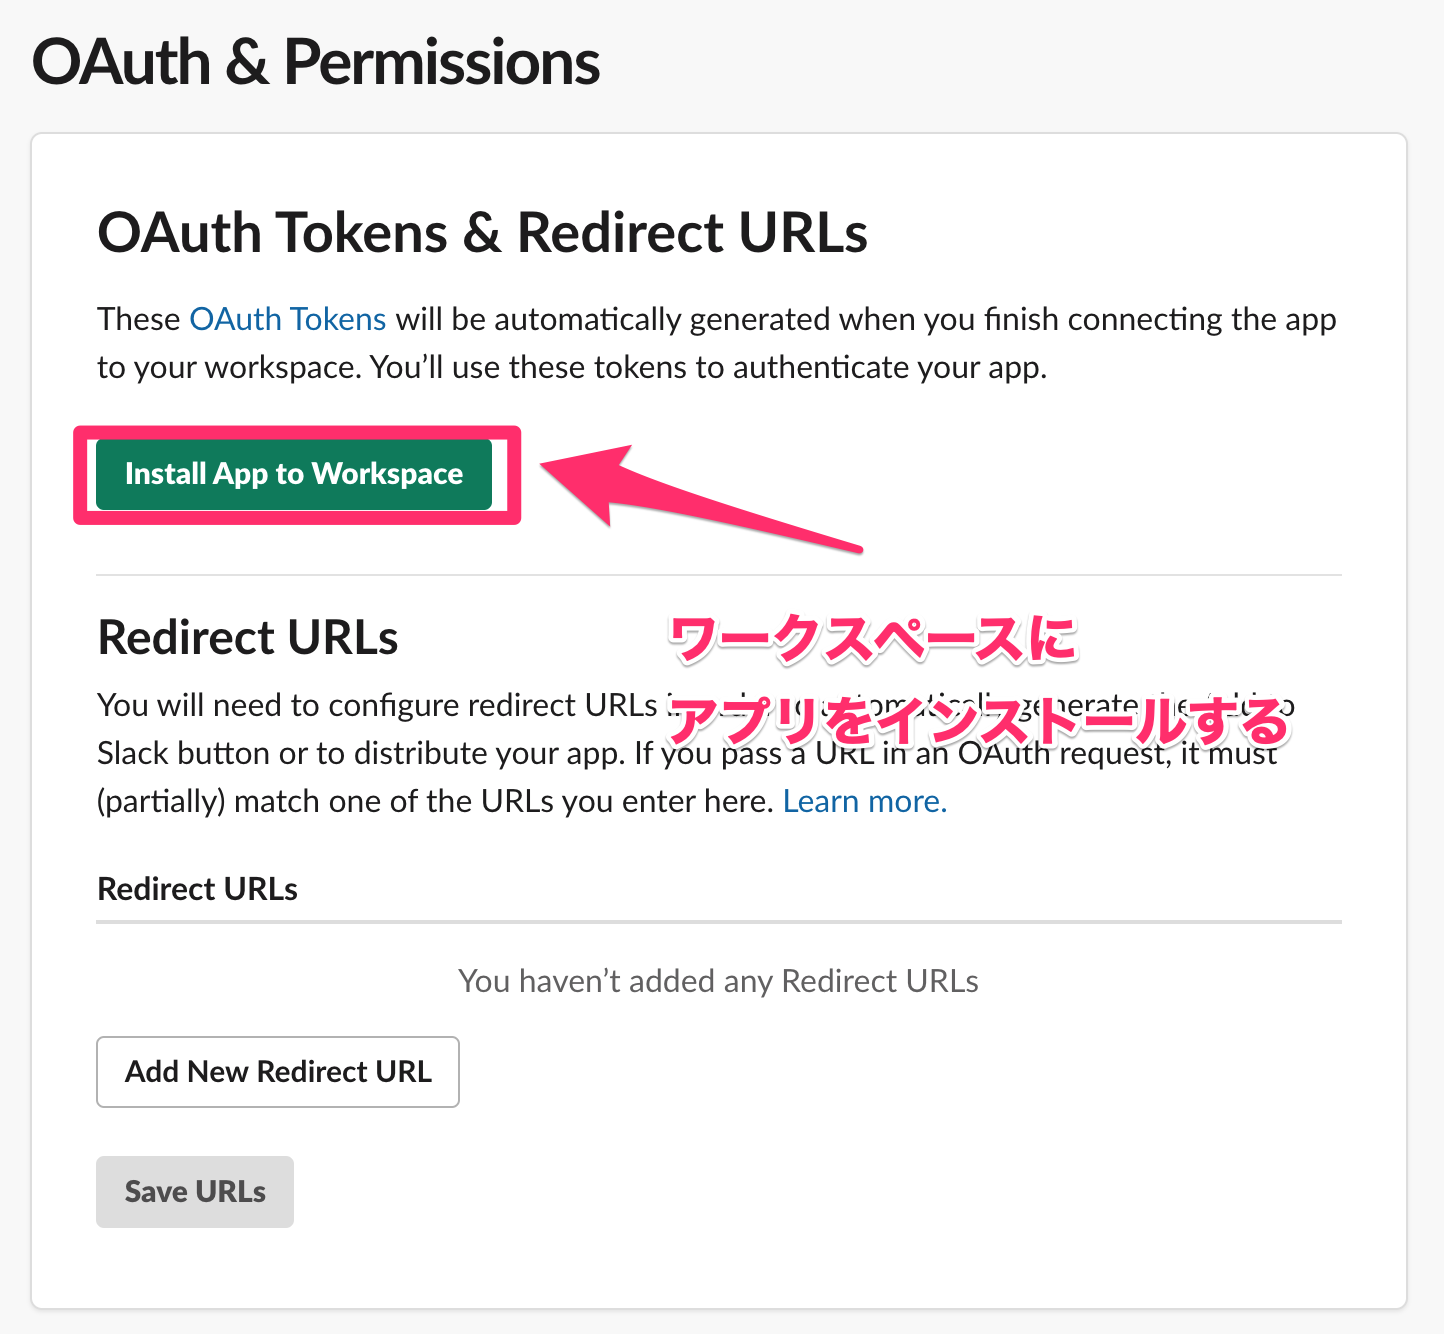 OAuth & Permissions
OAuth Tokens & Redirect URLs
These OAuth Tokens will be automatically generated when you finish connecting the app
to your workspace. You’ll use these tokens to authenticate your app.
Install App to Workspace
Redirect URLs
ワークスペースに
アプリをインストールする
You will need to configure redirect URLs generate
Slack button or to distribute your app. If you pass a URL in an OAuth request, it must
(partially) match one of the URLs you enter here. Learn more.
Redirect URLs
You haven’t added any Redirect URLs
Add New Redirect URL
Save URLs